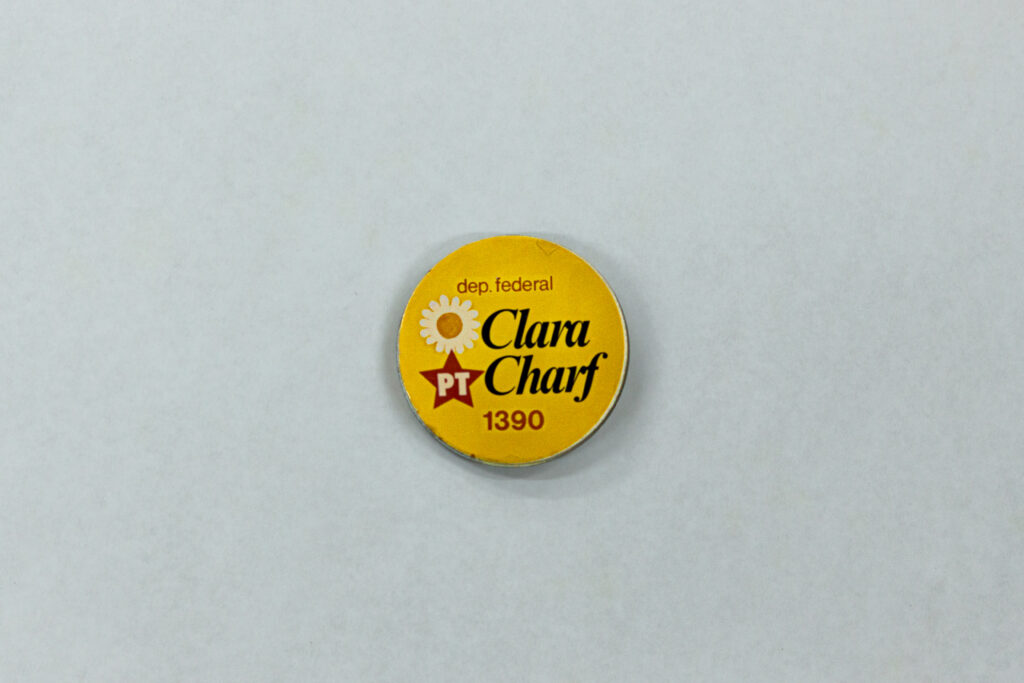 dep. federal
Clara
Charf
PT
1390